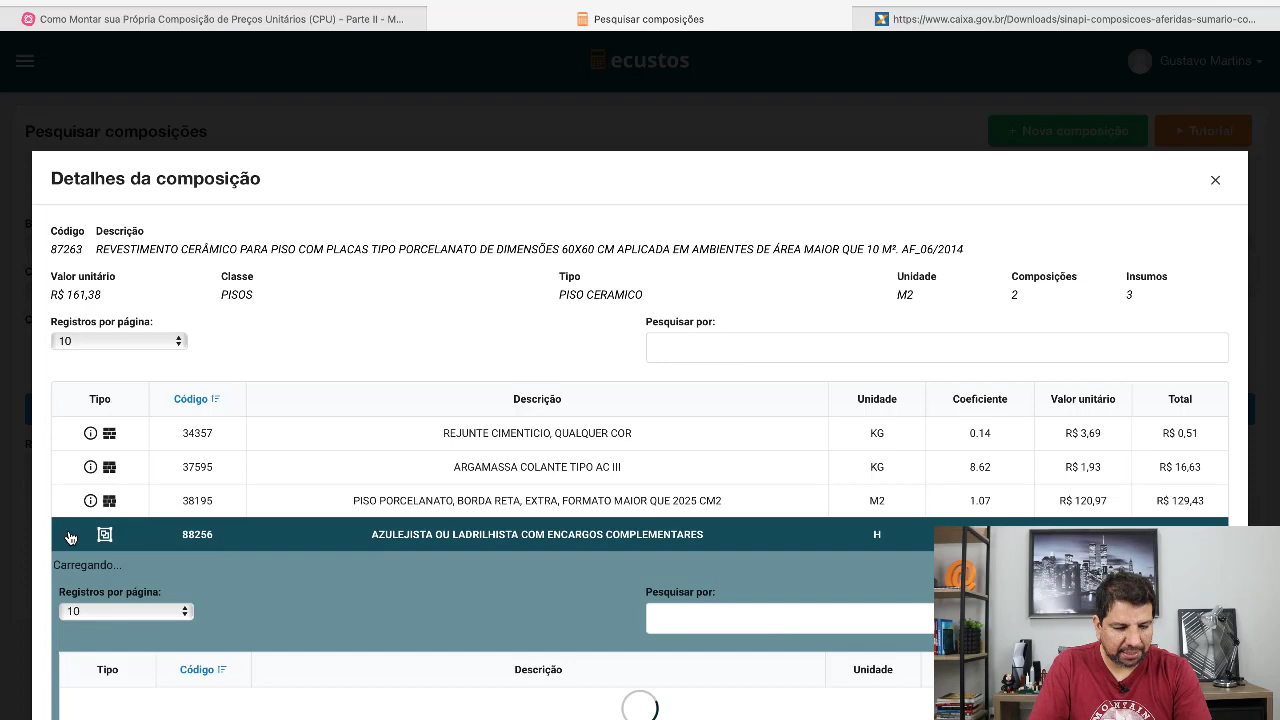 Como Montar sua Própria Composição de Preços Unitários (CPU) - Parte II - M...
Pesquisar composições
https://www.caixa.gov.br/Downloads/sinapi-composicoes-aferidas-sumario-co...
ecustos
Gustavo Martins
Pesquisar composições
+ Nova composição
Tutorial
Detalhes da composição
Código Descrição
87263 REVESTIMENTO CERÂMICO PARA PISO COM PLACAS TIPO PORCELANATO DE DIMENSÕES 60X60 CM APLICADA EM AMBIENTES DE ÁREA MAIOR QUE 10 M². AF_06/2014
Valor unitário Classe Tipo Unidade Composições Insumos
R$ 161,38 PISOS PISO CERAMICO M2 2 3
Registros por página: Pesquisar por:
10
Tipo Código Descrição Unidade Coeficiente Valor unitário Total
34357 REJUNTE CIMENTICIO, QUALQUER COR KG 0.14 R$ 3,69 R$ 0,51
37595 ARGAMASSA COLANTE TIPO AC III KG 8.62 R$ 1,93 R$ 16,63
38195 PISO PORCELANATO, BORDA RETA, EXTRA, FORMATO MAIOR QUE 2025 CM2 M2 1.07 R$ 120,97 R$ 129,43
88256 AZULEJISTA OU LADRILHISTA COM ENCARGOS COMPLEMENTARES H
Carregando...
Registros por página: Pesquisar por:
10
Tipo Código Descrição Unidade